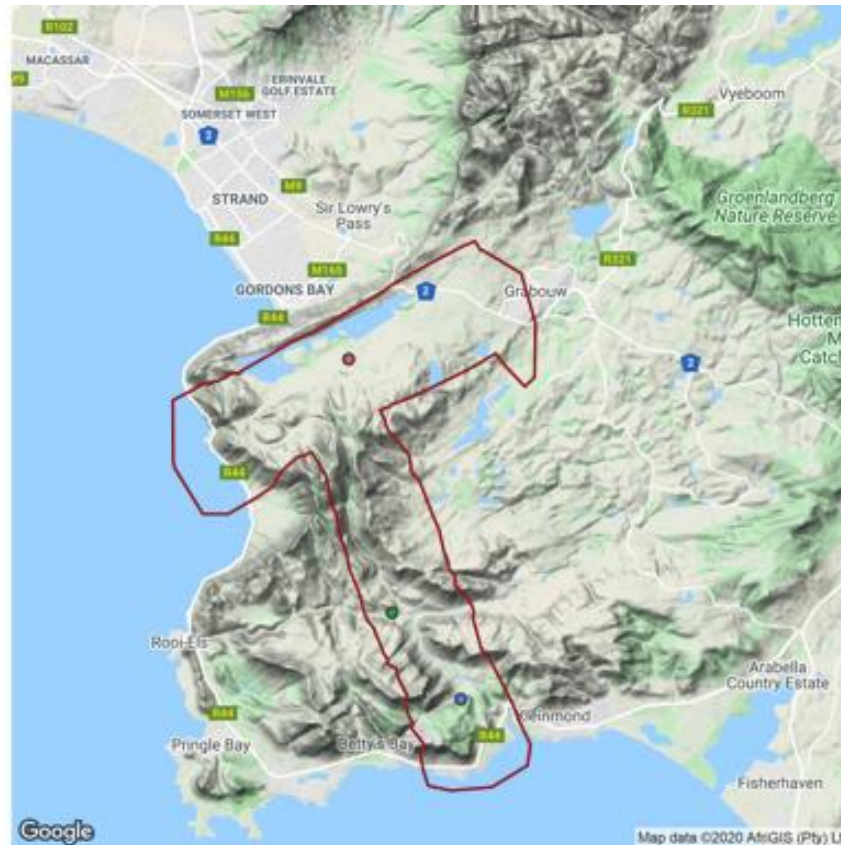 R102
MACASSAR
ERINVALE
GOLF ESTATE
M156
SOMERSET WEST
2
Vyeboom
R321
M9
STRAND
Sir Lowry's
Pass
Groenlandberg
Nature Reserve
R44
M165
R321
GORDONS BAY
2
Grabouw
R44
Hotten
M
Catch
2
R44
Rooi-Els
Arabella
Country Estate
R44
Kleinmond
Pringle Bay
Betty's Bay
R44
Fisherhaven
Google
Map data ©2020 AfriGIS (Pty) Lt